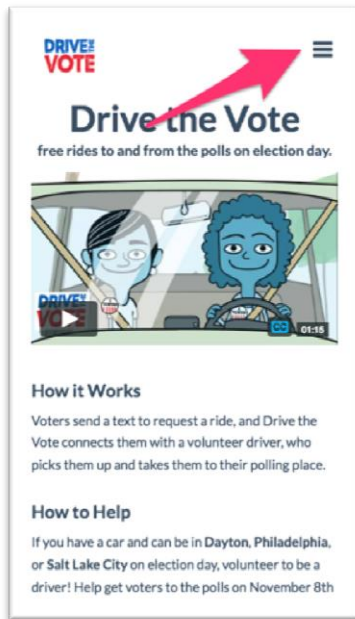 DRIVE THE
VOTE
Drive the Vote
free rides to and from the polls on election day.
DRIVE THE
VOTE
CC
01:15
How it Works
Voters send a text to request a ride, and Drive the
Vote connects them with a volunteer driver, who
picks them up and takes them to their polling place.
How to Help
If you have a car and can be in Dayton, Philadelphia,
or Salt Lake City on election day, volunteer to be a
driver! Help get voters to the polls on November 8th